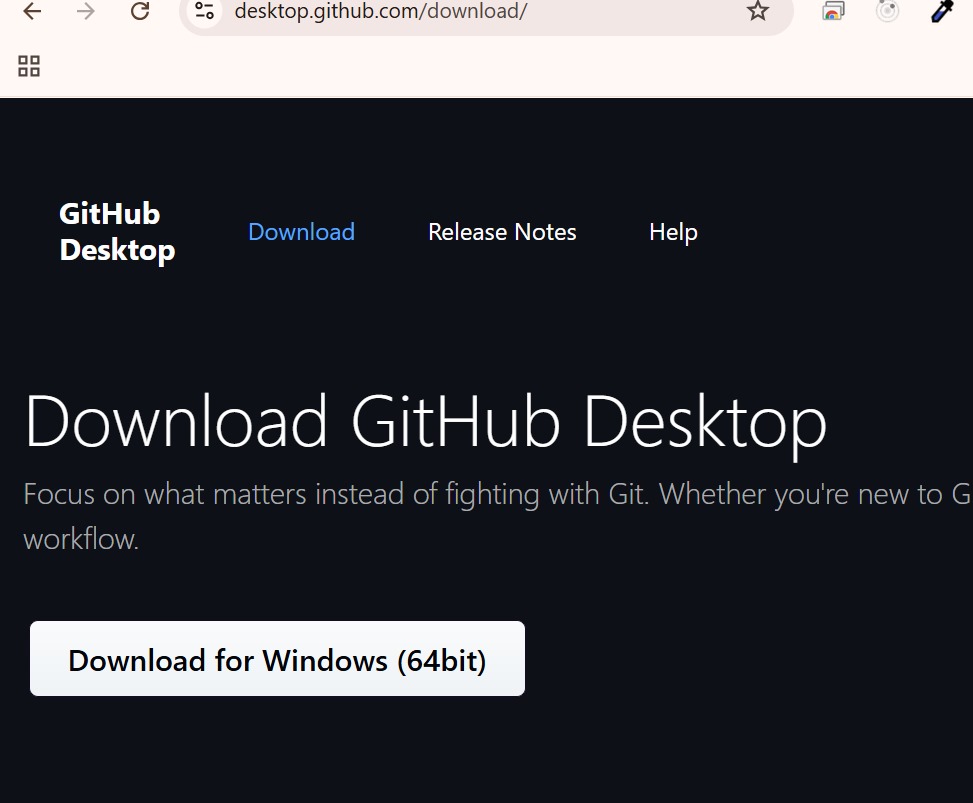 desktop.github.com/download/
GitHub
Desktop
Download
Release Notes
Help
Download GitHub Desktop
Focus on what matters instead of fighting with Git. Whether you're new to G
workflow.
Download for Windows (64bit)